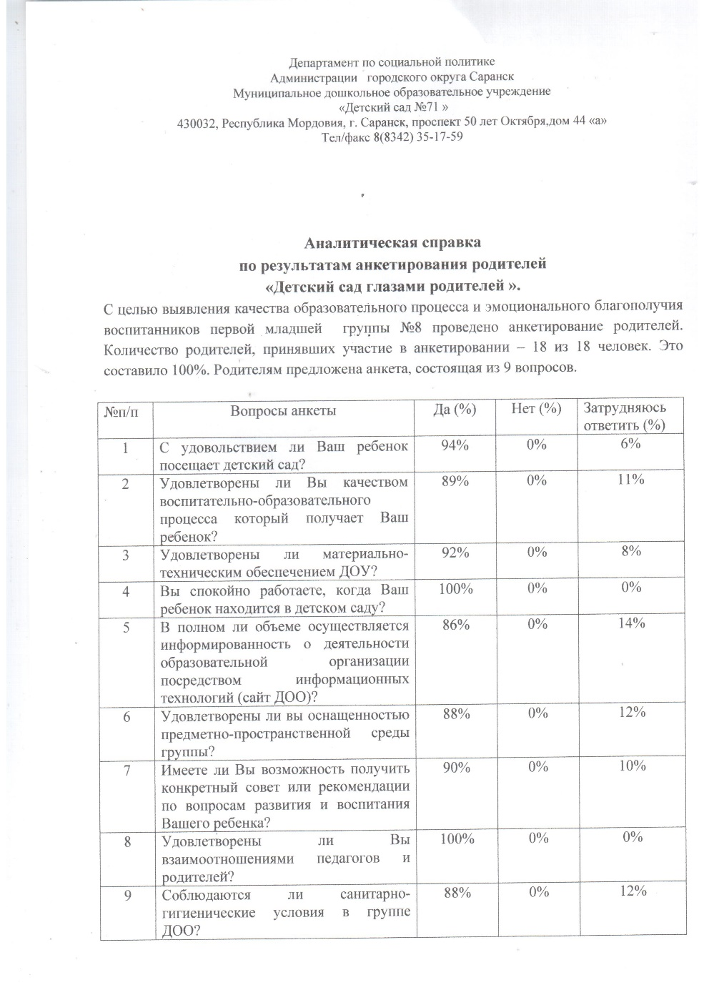 Департамент по социальной политике
Администрации городского округа Саранск
Муниципальное дошкольное образовательное учреждение
«Детский сад №71 »
430032, Республика Мордовия, г. Саранск, проспект 50 лет Октября,дом 44 «а»
Тел/факс 8(8342) 35-17-59
Аналитическая справка
по результатам анкетирования родителей
«Детский сад глазами родителей ».
С целью выявления качества образовательного процесса и эмоционального благополучия
воспитанников первой младшей группы №8 проведено анкетирование родителей.
Количество родителей, принявших участие в анкетировании – 18 из 18 человек. Это
составило 100%. Родителям предложена анкета, состоящая из 9 вопросов.
№п/п Вопросы анкеты Да (%) Нет (%) Затрудняюсь
ответить (%)
1 С удовольствием ли Ваш ребенок 94% 0% 6%
посещает детский сад?
2 Удовлетворены ли Вы качеством 89% 0% 11%
воспитательно-образовательного
процесса который получает Ваш
ребенок?
3 Удовлетворены ли материально- 92% 0% 8%
техническим обеспечением ДОУ?
4 Вы спокойно работаете, когда Ваш 100% 0% 0%
ребенок находится в детском саду?
5 В полном ли объеме осуществляется 86% 0% 14%
информированность о деятельности
образовательной организации
посредством информационных
технологий (сайт ДОО)?
6 Удовлетворены ли вы оснащенностью 88% 0% 12%
предметно-пространственной среды
группы?
7 Имеете ли Вы возможность получить 90% 0% 10%
конкретный совет или рекомендации
по вопросам развития и воспитания
Вашего ребенка?
8 Удовлетворены ли Вы 100% 0% 0%
взаимоотношениями педагогов и
родителей?
9 Соблюдаются ли санитарно- 88% 0% 12%
гигиенические условия в группе
ДОО?